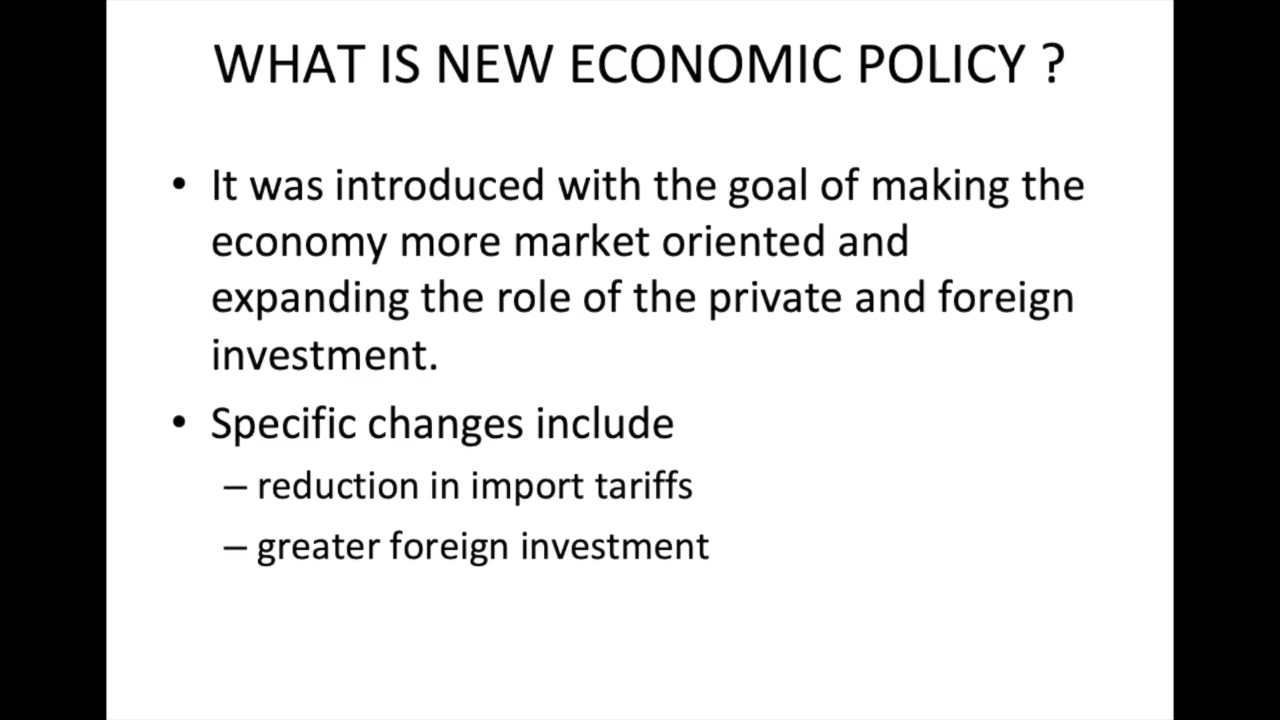 WHAT IS NEW ECONOMIC POLICY ?
• It was introduced with the goal of making the
economy more market oriented and
expanding the role of the private and foreign
investment.
• Specific changes include
– reduction in import tariffs
– greater foreign investment